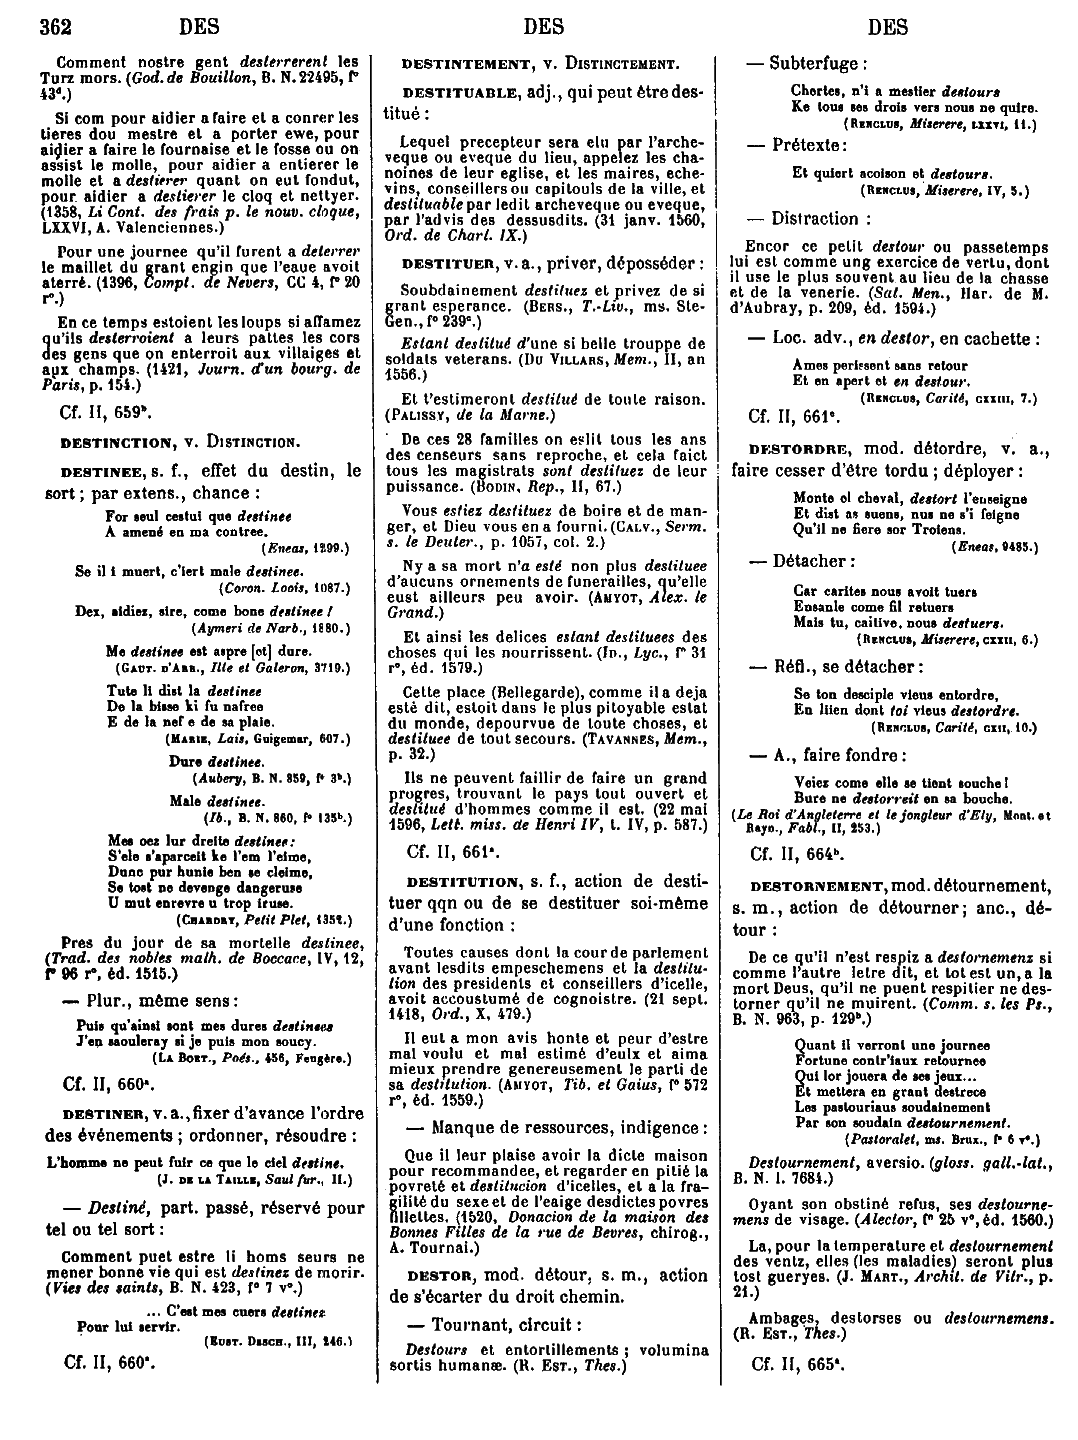 362 DES DES DES
Comment nostre gent desterrerent les
Turz mors. (God. de Bouillon, B. N. 22495, f°
43ᵈ.)
Si com pour aidier a faire et a conrer les
tieres dou mestre et a porter ewe, pour
aidier a faire le fournaise et le fosse ou on
assist le molle, pour aidier a entierer le
molle et a destierer quant on eut fondut,
pour aidier a destierer le cloq et nettyer.
(1358, Li Cont. des frais p. le nouv. cloque,
LXXVI, A. Valenciennes.)
Pour une journee qu'il furent a deterrer
le maillet du grant engin que l'eaue avoit
aterré. (1396, Compt. de Nevers, CC 4, f° 20
r°.)
En ce temps estoient les loups si affamez
qu'ils desterroient a leurs pattes les cors
des gens que on enterroit aux villaiges et
aux champs. (1421, Journ. d'un bourg. de
Paris, p. 154.)
Cf. II, 659ᵇ.
DESTINCTION, v. DISTINCTION.
DESTINEE, s. f., effet du destin, le
sort ; par extens., chance :
For seul cestui que destinee
A amené en ma contree.
(Eneas, 1299.)
Se il i muert, c'iert male destinee.
(Coron. Loois, 1087.)
Dex, aidiez, sire, come bone destinee !
(Aymeri de Narb., 1880.)
Me destinee est aspre [et] dure.
(GAUT. D'ARR., Ille et Galeron, 3719.)
Tute li dist la destinee
De la bisse ki fu nafree
E de la nef e de sa plaie.
(MARIE, Lais, Guigemar, 607.)
Dure destinee.
(Aubery, B. N. 859, f° 3ᵇ.)
Male destinee.
(Ib., B. N. 860, f° 135ᵇ.)
Mes oez lur dreite destinee:
S'ele s'aparceit ke l'em l'eime,
Dunc pur hunie ben se cleime,
Se tost ne devenge dangeruse
U mut enrevre u trop iruse.
(CHARDRY, Petit Plet, 1352.)
Pres du jour de sa mortelle destinee,
(Trad. des nobles malh. de Boccace, IV, 12,
f° 96 r°, éd. 1515.)
— Plur., même sens :
Puis qu'ainsi sont mes dures destinees
J'en saouleray si je puis mon soucy.
(LA BOET., Poés., 456, Feugère.)
Cf. II, 660ᵃ.
DESTINER, v. a., fixer d'avance l'ordre
des événements ; ordonner, résoudre :
L'homme ne peut fuir ce que le ciel destine.
(J. DE LA TAILLE, Saul fur., II.)
— Destiné, part. passé, réservé pour
tel ou tel sort :
Comment puet estre li homs seurs ne
mener bonne vie qui est destinez de morir.
(Vies des saints, B. N. 423, f° 7 v°.)
... C'est mes cuers destinez
Pour lui servir.
(EUST. DESCH., III, 246.)
Cf. II, 660ᵃ.
DESTINTEMENT, v. DISTINCTEMENT.
DESTITUABLE, adj., qui peut être des-
titué :
Lequel precepteur sera elu par l'arche-
veque ou eveque du lieu, appelez les cha-
noines de leur eglise, et les maires, eche-
vins, conseillers ou capitouls de la ville, et
destituable par ledit archeveque ou eveque,
par l'advis des dessusdits. (31 janv. 1560,
Ord. de Charl. IX.)
DESTITUER, v. a., priver, déposséder :
Soubdainement destituez et privez de si
grant esperance. (BERS., T.-Liv., ms. Ste-
Gen., f° 239ᶜ.)
Estant destitué d'une si belle trouppe de
soldats veterans. (DU VILLARS, Mem., II, an
1556.)
Et t'estimeront destitué de toute raison.
(PALISSY, de la Marne.)
De ces 28 familles on eslit tous les ans
des censeurs sans reproche, et cela faict
tous les magistrats sont destituez de leur
puissance. (BODIN, Rep., II, 67.)
Vous estiez destituez de boire et de man-
ger, et Dieu vous en a fourni. (CALV., Serm.
s. le Deuter., p. 1057, col. 2.)
Ny a sa mort n'a esté non plus destituee
d'aucuns ornements de funerailles, qu'elle
eust ailleurs peu avoir. (AMYOT, Alex. le
Grand.)
Et ainsi les delices estant destituees des
choses qui les nourrissent. (ID., Lyc., f° 31
r°, éd. 1579.)
Cette place (Bellegarde), comme il a deja
esté dit, estoit dans le plus pitoyable estat
du monde, depourvue de toute choses, et
destituee de tout secours. (TAVANNES, Mem.,
p. 32.)
Ils ne peuvent faillir de faire un grand
progres, trouvant le pays tout ouvert et
destitué d'hommes comme il est. (22 mai
1596, Lett. miss. de Henri IV, t. IV, p. 587.)
Cf. II, 661ᵃ.
DESTITUTION, s. f., action de desti-
tuer qqn ou de se destituer soi-même
d'une fonction :
Toutes causes dont la cour de parlement
avant lesdits empeschemens et la destitu-
tion des presidents et conseillers d'icelle,
avoit accoustumé de cognoistre. (21 sept.
1418, Ord., X, 479.)
Il eut a mon avis honte et peur d'estre
mal voulu et mal estimé d'eulx et aima
mieux prendre genereusement le parti de
sa destitution. (AMYOT, Tib. et Gaius, f° 572
r°, éd. 1559.)
— Manque de ressources, indigence :
Que il leur plaise avoir la dicte maison
pour recommandee, et regarder en pitié la
povreté et destitucion d'icelles, et a la fra-
gilité du sexe et de l'eaige desdictes povres
fillettes. (1520, Donacion de la maison des
Bonnes Filles de la rue de Bevres, chirog.,
A. Tournai.)
DESTOR, mod. détour, s. m., action
de s'écarter du droit chemin.
— Tournant, circuit :
Destours et entortillements ; volumina
sortis humanæ. (R. EST., Thes.)
— Subterfuge :
Chertes, n'i a mestier destours
Ke tous ses drois vers nous ne quire.
(RENCLUS, Miserere, LXXVI, 11.)
— Prétexte :
Et quiert acoison et destours.
(RENCLUS, Miserere, IV, 5.)
— Distraction :
Encor ce petit destour ou passetemps
lui est comme ung exercice de vertu, dont
il use le plus souvent au lieu de la chasse
et de la venerie. (Sat. Men., Har. de M.
d'Aubray, p. 209, éd. 1594.)
— Loc. adv., en destor, en cachette :
Ames perissent sans retour
Et en apert et en destour.
(RENCLUS, Carité, CXXIII, 7.)
Cf. II, 661ᶜ.
DESTORDRE, mod. détordre, v. a.,
faire cesser d'être tordu ; déployer :
Monte el cheval, destort l'enseigne
Et dist as suens, nus ne s'i feigne
Qu'il ne fiere sor Troiens.
(Eneas, 9485.)
— Détacher :
Car carites nous avoit tuers
Ensanle come fil retuers
Mais tu, caitive, nous destuers.
(RENCLUS, Miserere, CXXII, 6.)
— Réfl., se détacher :
Se ton desciple vieus entordre,
En liien dont toi vieus destordre.
(RENCLUS, Carité, CXII, 10.)
— A., faire fondre :
Veiez come elle se tient souche !
Bure ne destorreit en sa bouche.
(Le Roi d'Angleterre et le jongleur d'Ely, Mont. et
Rayn., Fabl., II, 253.)
Cf. II, 664ᵇ.
DESTORNEMENT, mod. détournement,
s. m., action de détourner ; anc., dé-
tour :
De ce qu'il n'est respiz a destornemenz si
comme l'autre letre dit, et tot est un, a la
mort Deus, qu'il ne puent respitier ne des-
torner qu'il ne muirent. (Comm. s. les Ps.,
B. N. 963, p. 129ᵇ.)
Quant il verront une journee
Fortune contr'iaux retournee
Qui lor jouera de ses jeux...
Et mettera en grant destrece
Les pastouriaus soudainement
Par son soudain destournement.
(Pastoralet, ms. Brux., f° 6 v°.)
Destournement, aversio. (gloss. gall.-lat.,
B. N. l. 7684.)
Oyant son obstiné refus, ses destourne-
mens de visage. (Alector, f° 25 v°, éd. 1560.)
La, pour la temperature et destournement
des ventz, elles (les maladies) seront plus
tost gueryes. (J. MART., Archit. de Vitr., p.
21.)
Ambages, destorses ou destournemens.
(R. EST., Thes.)
Cf. II, 665ᵃ.